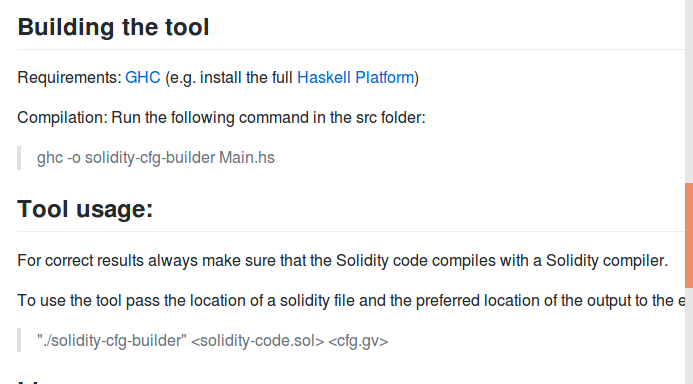 Building the tool
Requirements: GHC (e.g. install the full Haskell Platform)
Compilation: Run the following command in the src folder:
ghc -o solidity-cfg-builder Main.hs
Tool usage:
For correct results always make sure that the Solidity code compiles with a Solidity compiler.
To use the tool pass the location of a solidity file and the preferred location of the output to the
"./solidity-cfg-builder" <solidity-code.sol> <cfg.gv>